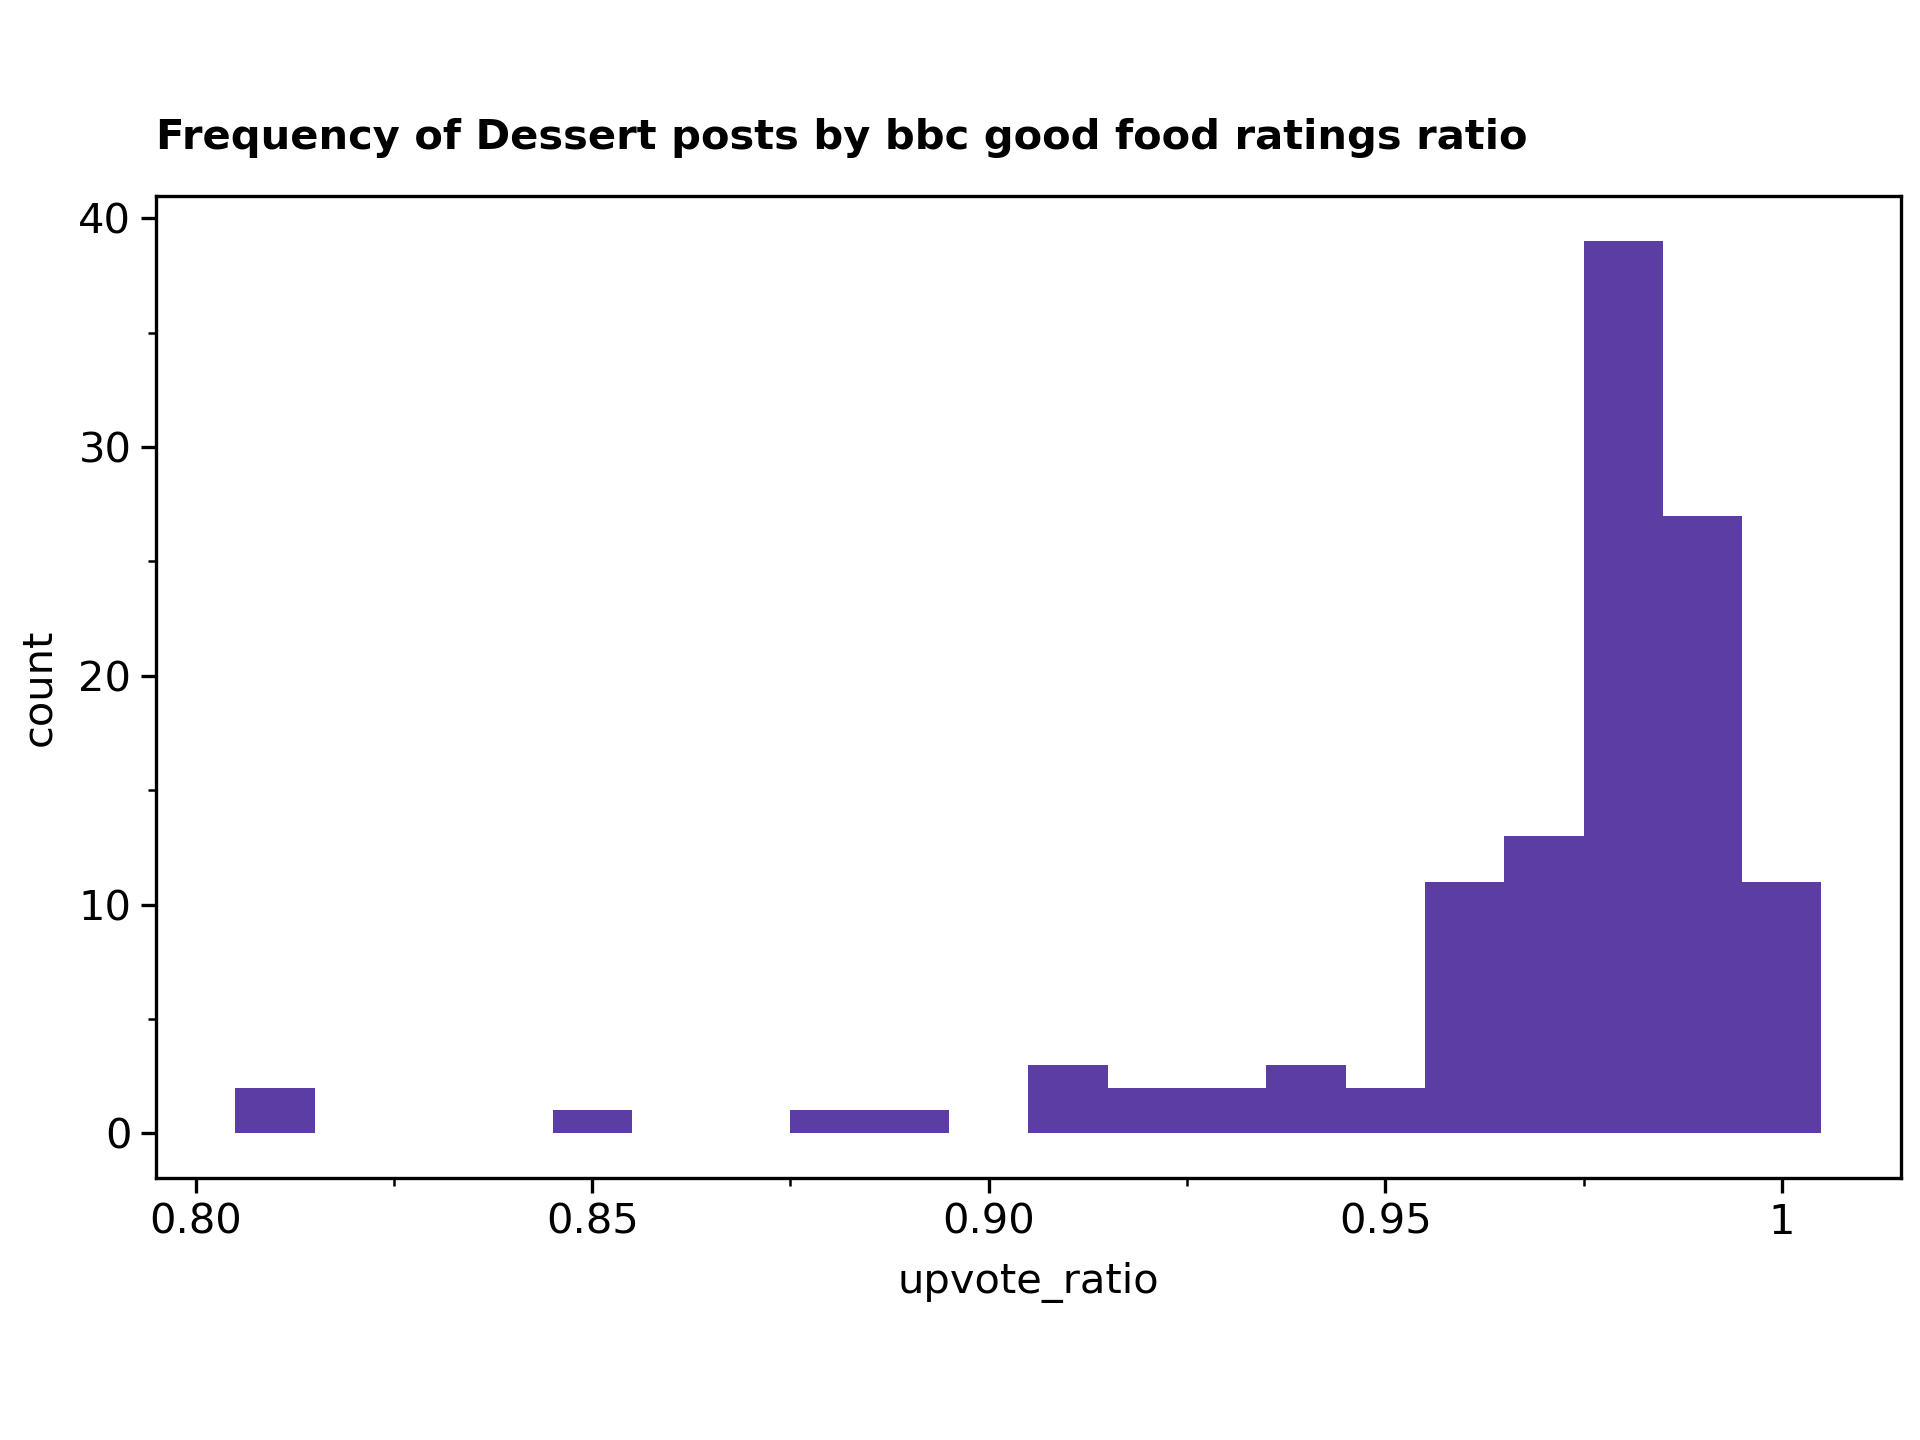 Frequency of Dessert posts by bbc good food ratings ratio
40
30
20
10
0
count
0.80 0.85 0.90 0.95 1
upvote_ratio